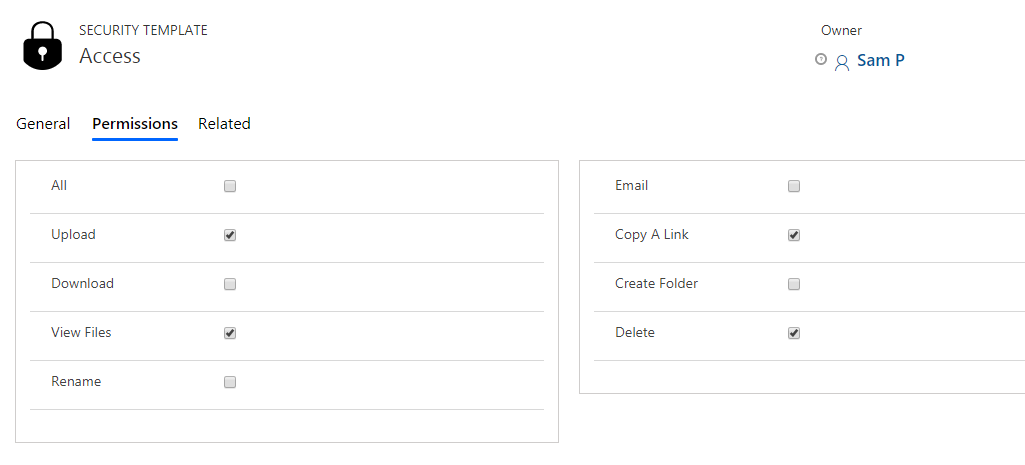 SECURITY TEMPLATE
Access
Owner
Sam P
General Permissions Related
All
Upload
Download
View Files
Rename
Email
Copy A Link
Create Folder
Delete